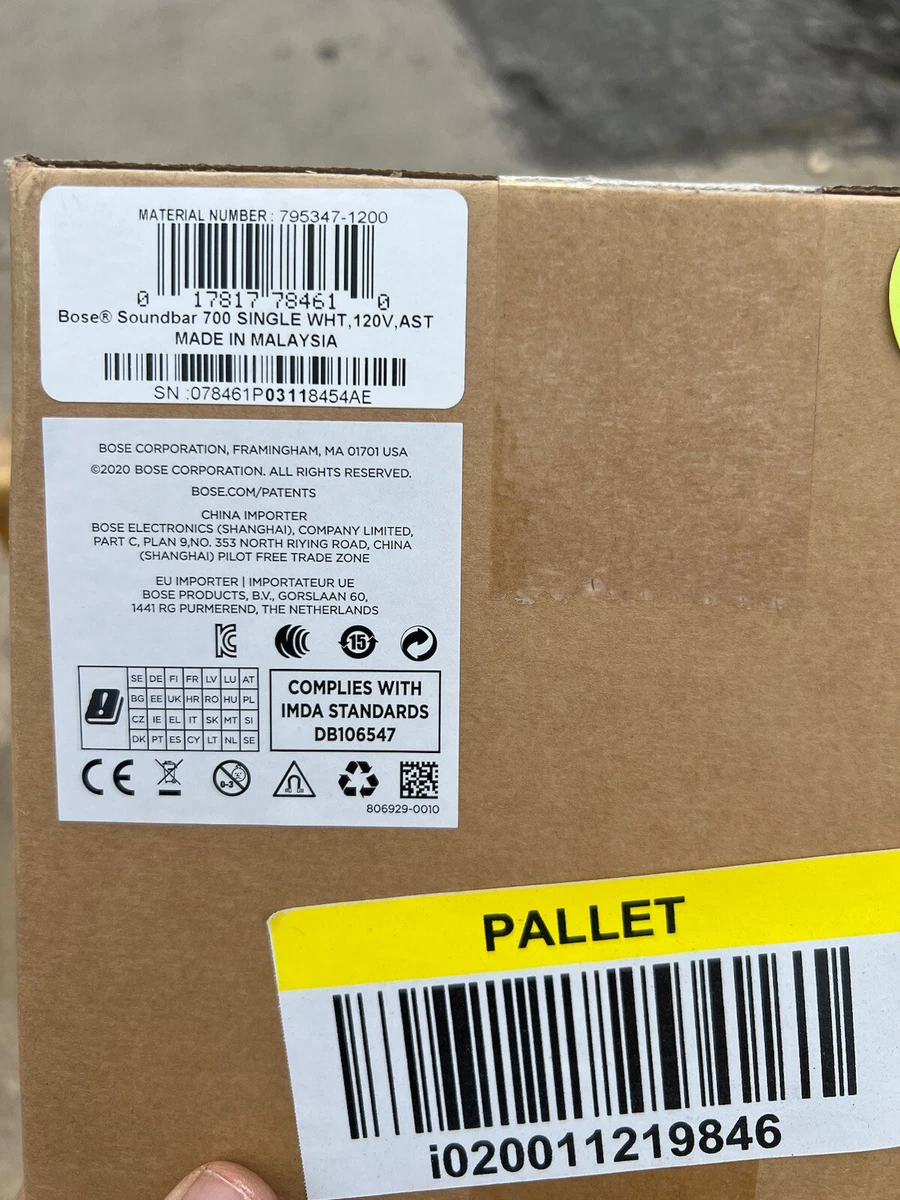 MATERIAL NUMBER : 795347-1200
0 17817 78461 0
Bose® Soundbar 700 SINGLE WHT,120V,AST
MADE IN MALAYSIA
SN :078461P03118454AE
BOSE CORPORATION, FRAMINGHAM, MA 01701 USA
©2020 BOSE CORPORATION. ALL RIGHTS RESERVED.
BOSE.COM/PATENTS
CHINA IMPORTER
BOSE ELECTRONICS (SHANGHAI), COMPANY LIMITED,
PART C, PLAN 9,NO. 353 NORTH RIYING ROAD, CHINA
(SHANGHAI) PILOT FREE TRADE ZONE
EU IMPORTER | IMPORTATEUR UE
BOSE PRODUCTS, B.V., GORSLAAN 60,
1441 RG PURMEREND, THE NETHERLANDS
15
SE DE FI FR LV LU AT
BG EE UK HR RO HU PL
CZ IE EL IT SK MT SI
DK PT ES CY LT NL SE
COMPLIES WITH
IMDA STANDARDS
DB106547
CE
0-3
806929-0010
PALLET
i020011219846